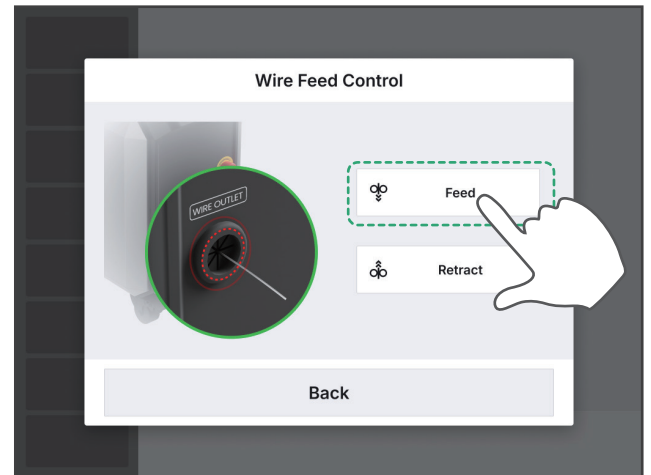 Wire Feed Control
WIRE OUTLET
Feed
Retract
Back